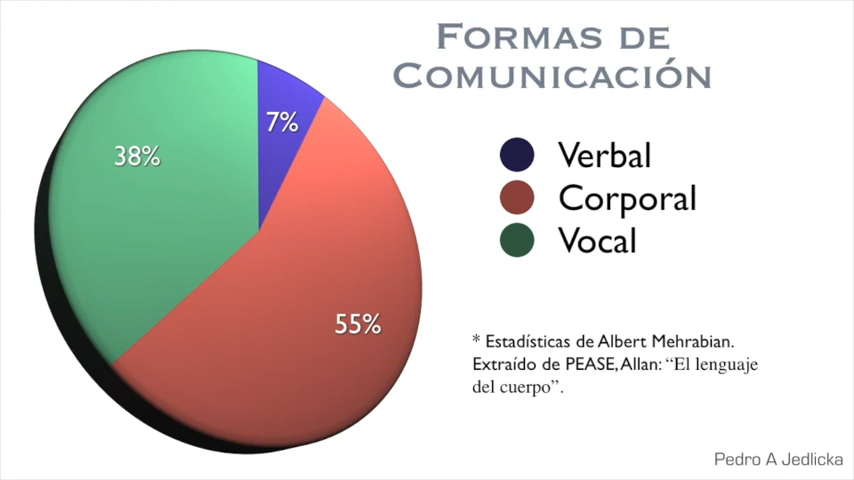 FORMAS DE
COMUNICACIÓN
7%
38%
55%
Verbal
Corporal
Vocal
* Estadísticas de Albert Mehrabian.
Extraído de PEASE, Allan: “El lenguaje
del cuerpo”.
Pedro A Jedlicka